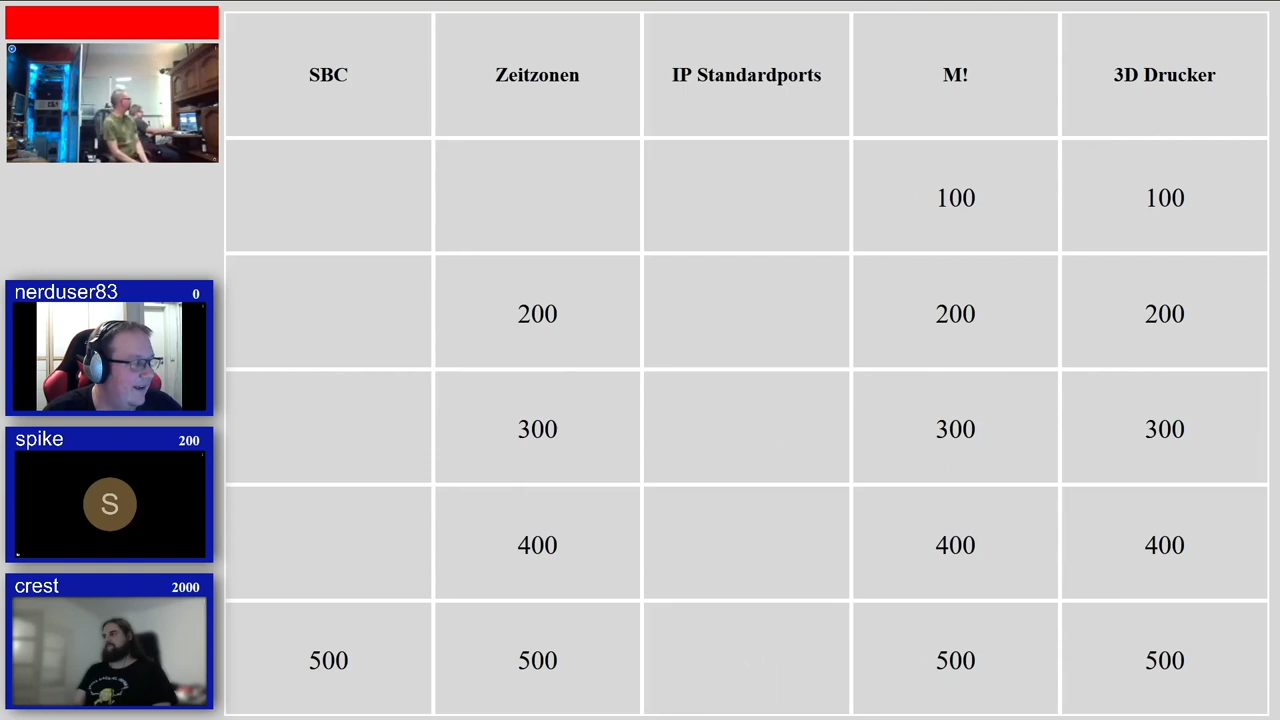 SBC Zeitzonen IP Standardports M! 3D Drucker
100 100
200 200 200
300 300 300
400 400 400
500 500 500 500
nerduser83 0
spike 200
S
crest 2000